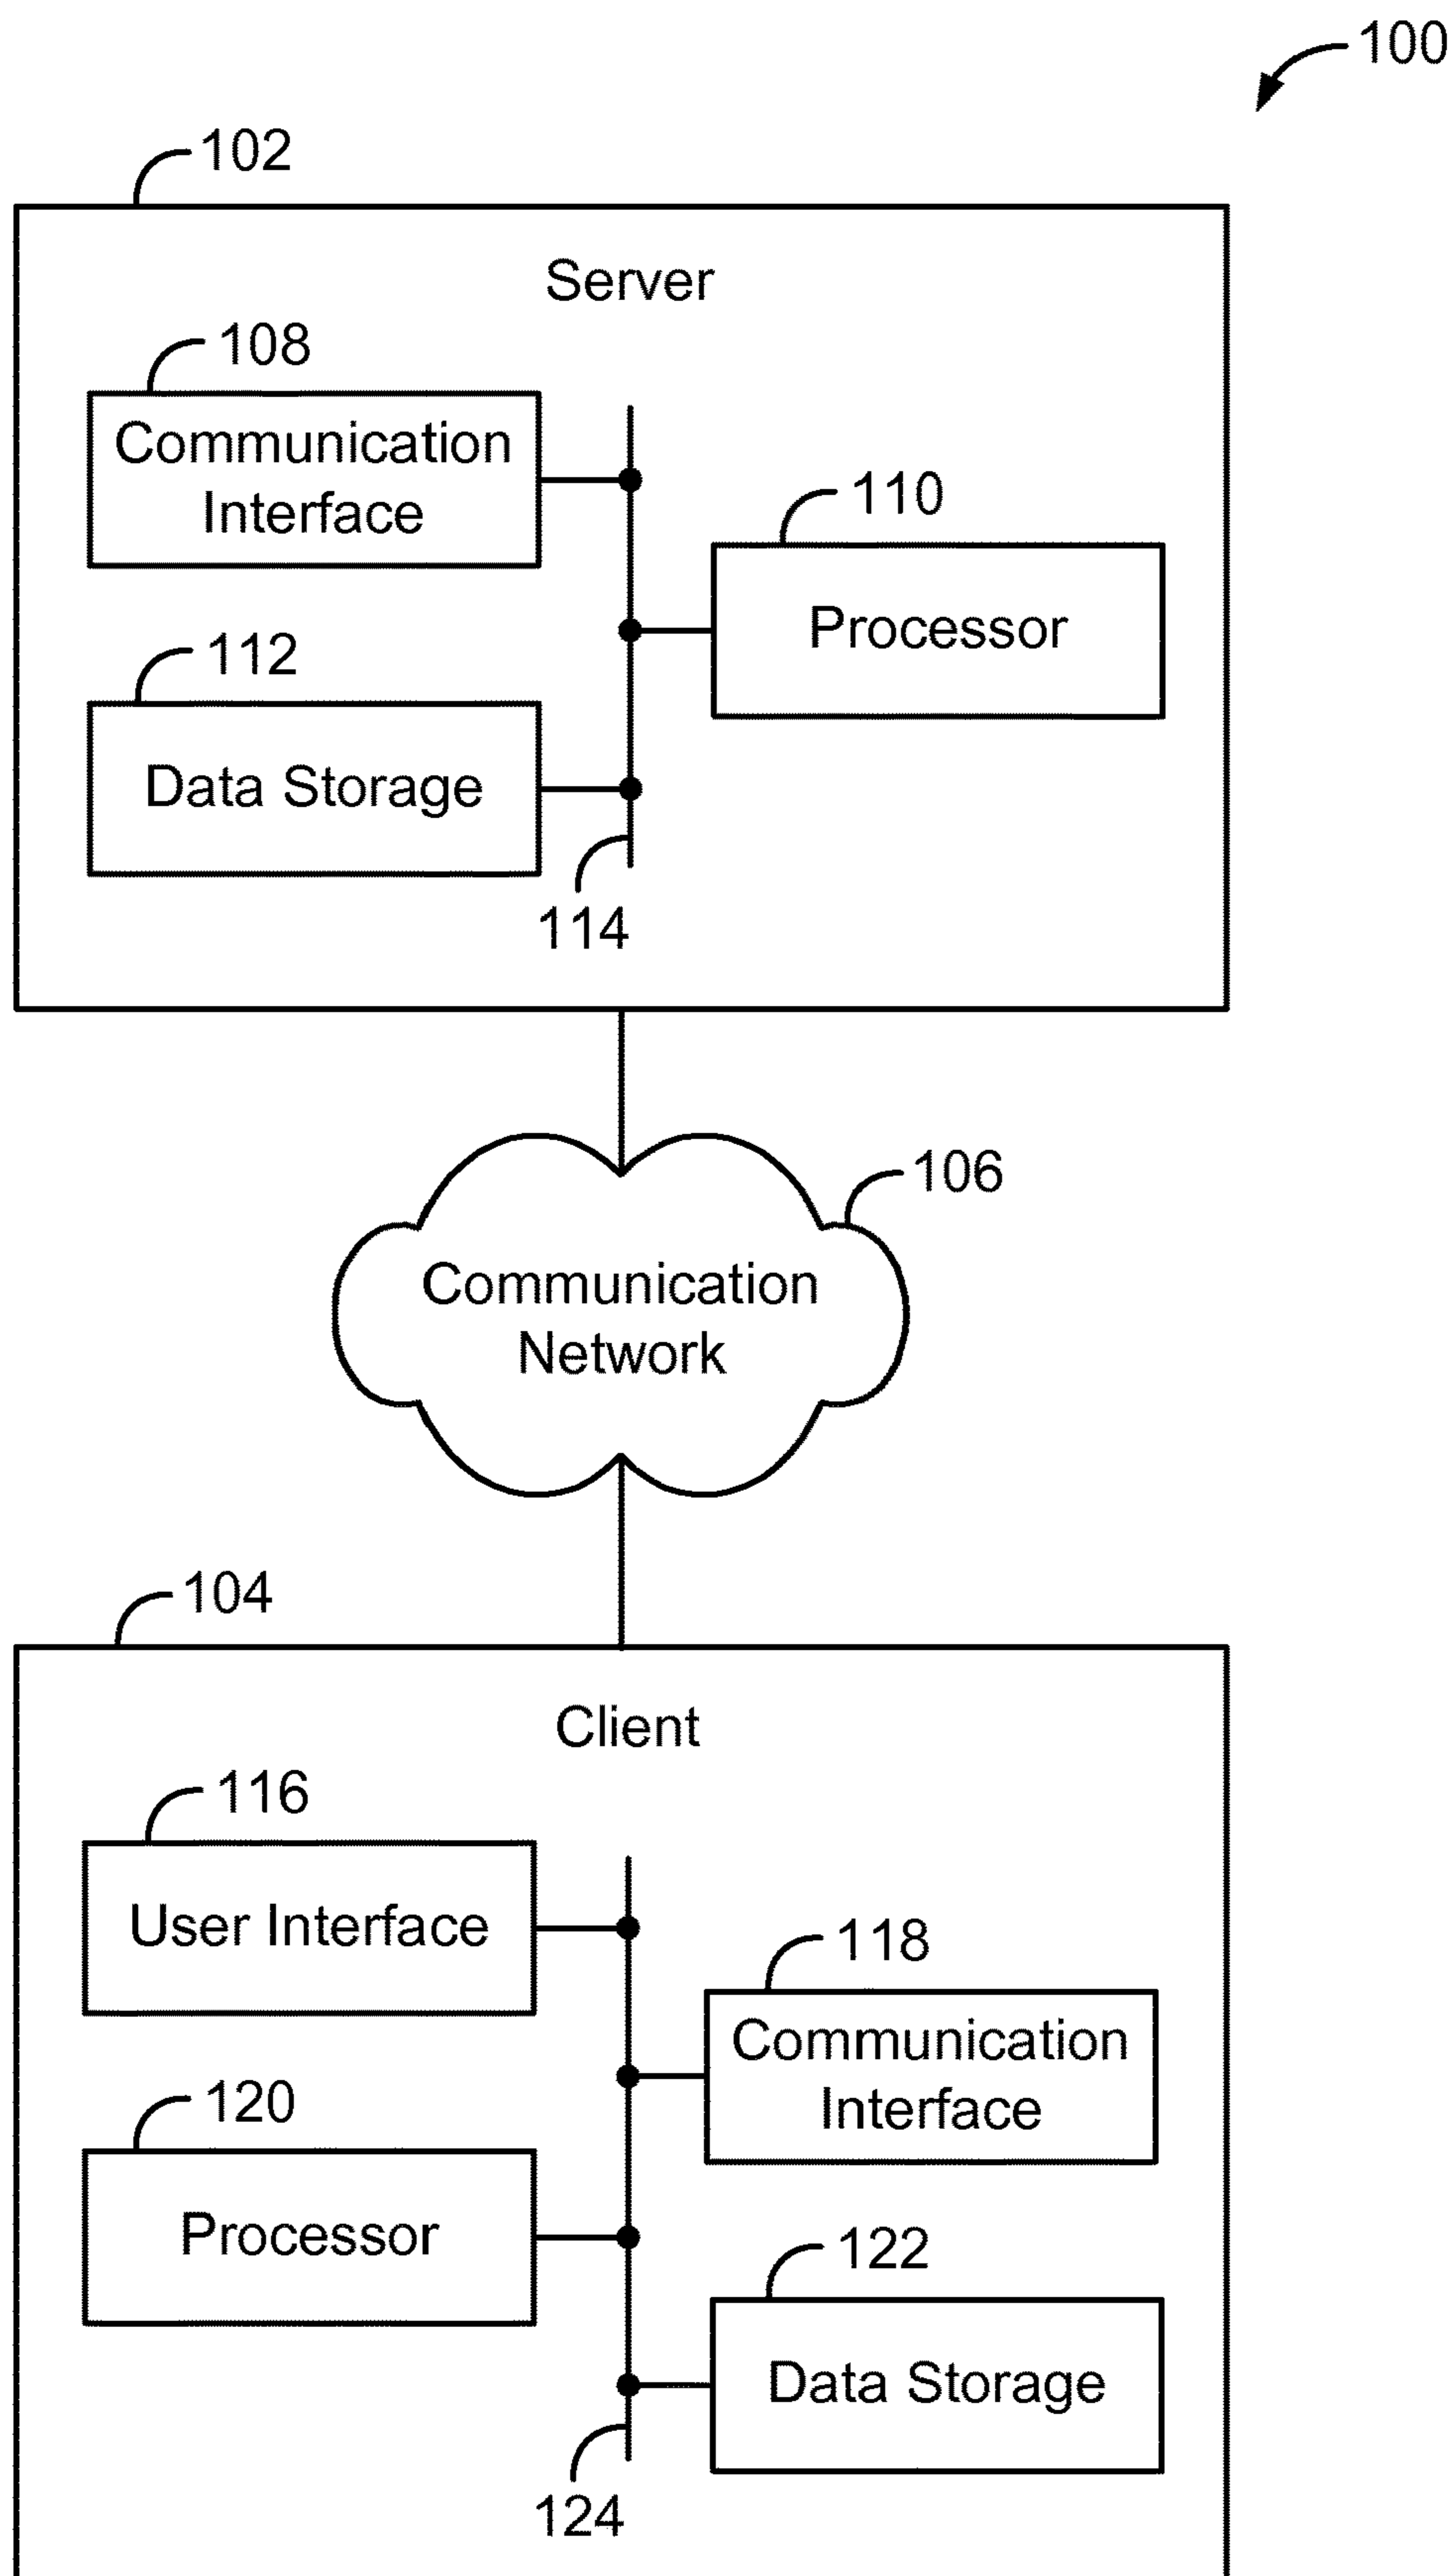 100
102
Server
108
Communication
Interface
110
Processor
112
Data Storage
114
106
Communication
Network
104
Client
116
User Interface
118
Communication
Interface
120
Processor
122
Data Storage
124